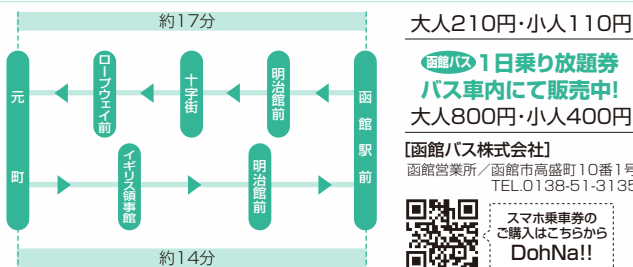 約17分
元町
ロープウェイ前
十字街
明治館前
函館駅前
イギリス領事館
明治館前
約14分
大人210円・小人110円
函館バス 1日乗り放題券
バス車内にて販売中!
大人800円・小人400円
[函館バス株式会社]
函館営業所／函館市高盛町10番1号
TEL.0138-51-3135
スマホ乗車券の
ご購入はこちらから
DohNa!!